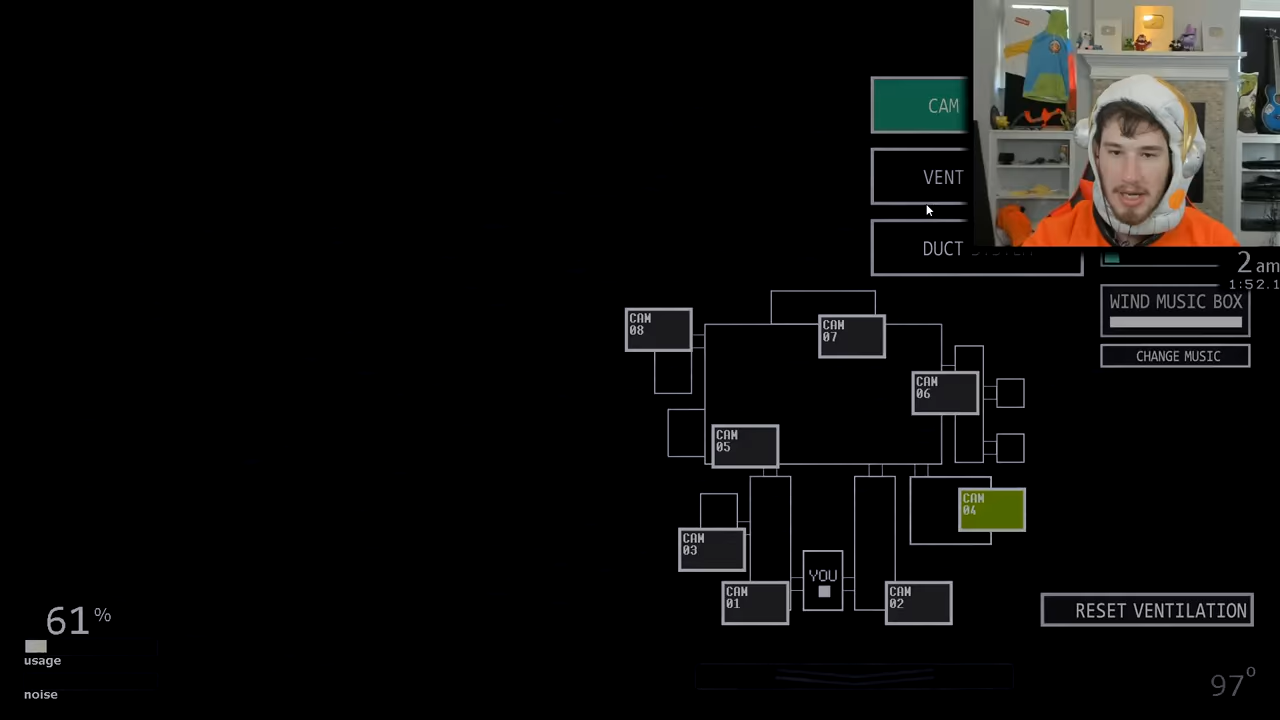 CAM
VENT
DUCT SYSTEM
2 am
1:52.1
WIND MUSIC BOX
CHANGE MUSIC
CAM
08
CAM
07
CAM
06
CAM
05
CAM
04
CAM
03
YOU
CAM
01
CAM
02
RESET VENTILATION
61%
usage
noise
97°